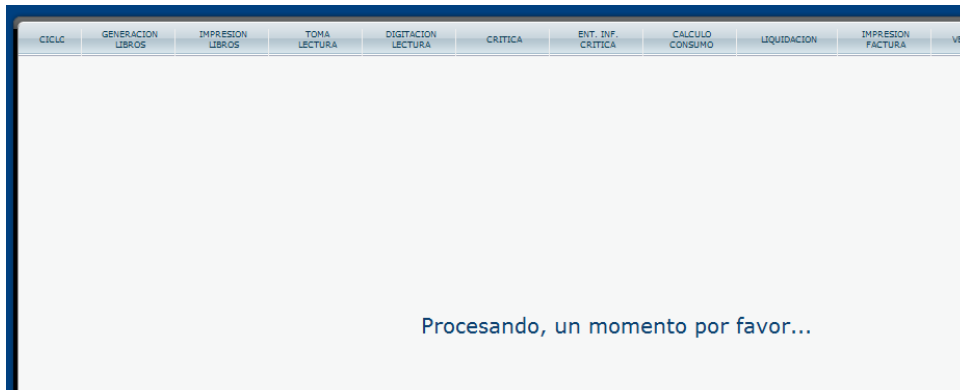 CICLC
GENERACION
LIBROS
IMPRESION
LIBROS
TOMA
LECTURA
DIGITACION
LECTURA
CRITICA
ENT. INF.
CRITICA
CALCULO
CONSUMO
LIQUIDACION
IMPRESION
FACTURA
Procesando, un momento por favor...